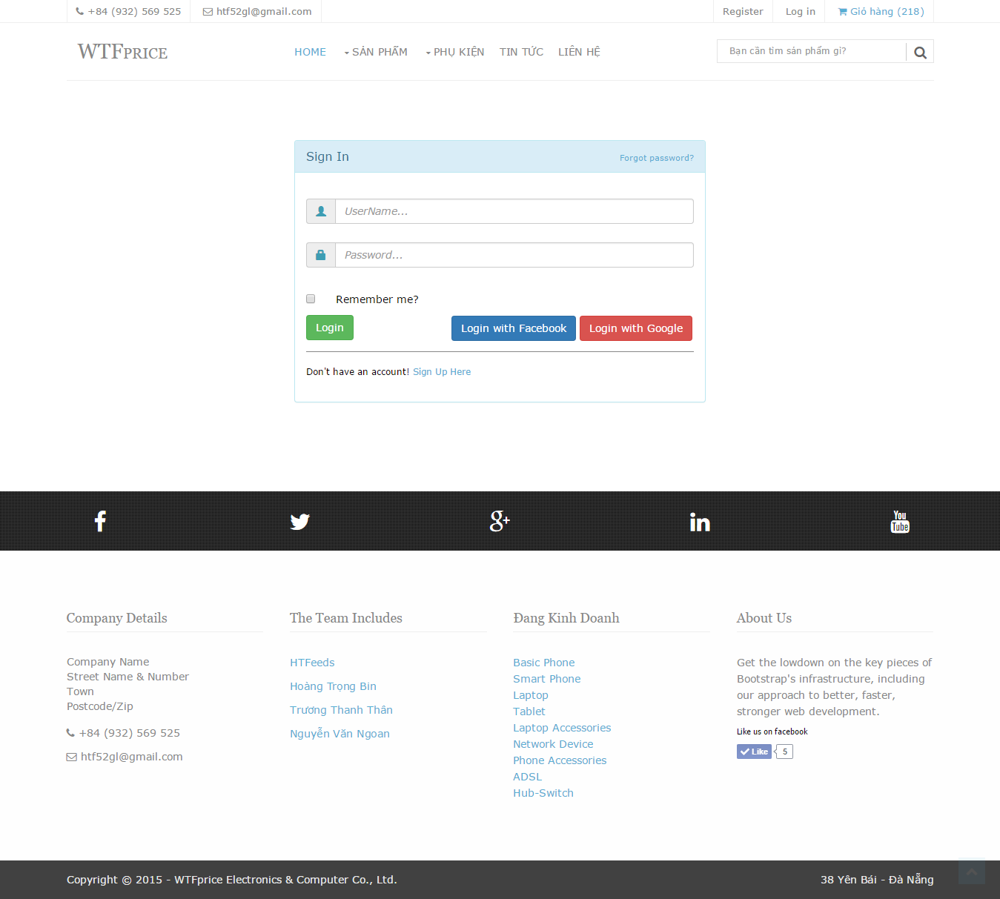 +84 (932) 569 525
htf52gl@gmail.com
Register
Log in
Giỏ hàng (218)
WTFPRICE
HOME
SẢN PHẨM
PHỤ KIỆN
TIN TỨC
LIÊN HỆ
Bạn cần tìm sản phẩm gì?
Sign In
Forgot password?
UserName...
Password...
Remember me?
Login
Login with Facebook
Login with Google
Don't have an account! Sign Up Here
You
Tube
Company Details
Company Name
Street Name & Number
Town
Postcode/Zip
+84 (932) 569 525
htf52gl@gmail.com
The Team Includes
HTFeeds
Hoàng Trọng Bin
Trương Thanh Thân
Nguyễn Văn Ngoan
Đang Kinh Doanh
Basic Phone
Smart Phone
Laptop
Tablet
Laptop Accessories
Network Device
Phone Accessories
ADSL
Hub-Switch
About Us
Get the lowdown on the key pieces of
Bootstrap's infrastructure, including
our approach to better, faster,
stronger web development.
Like us on facebook
Like
5
Copyright © 2015 - WTFprice Electronics & Computer Co., Ltd.
38 Yên Bái - Đà Nẵng